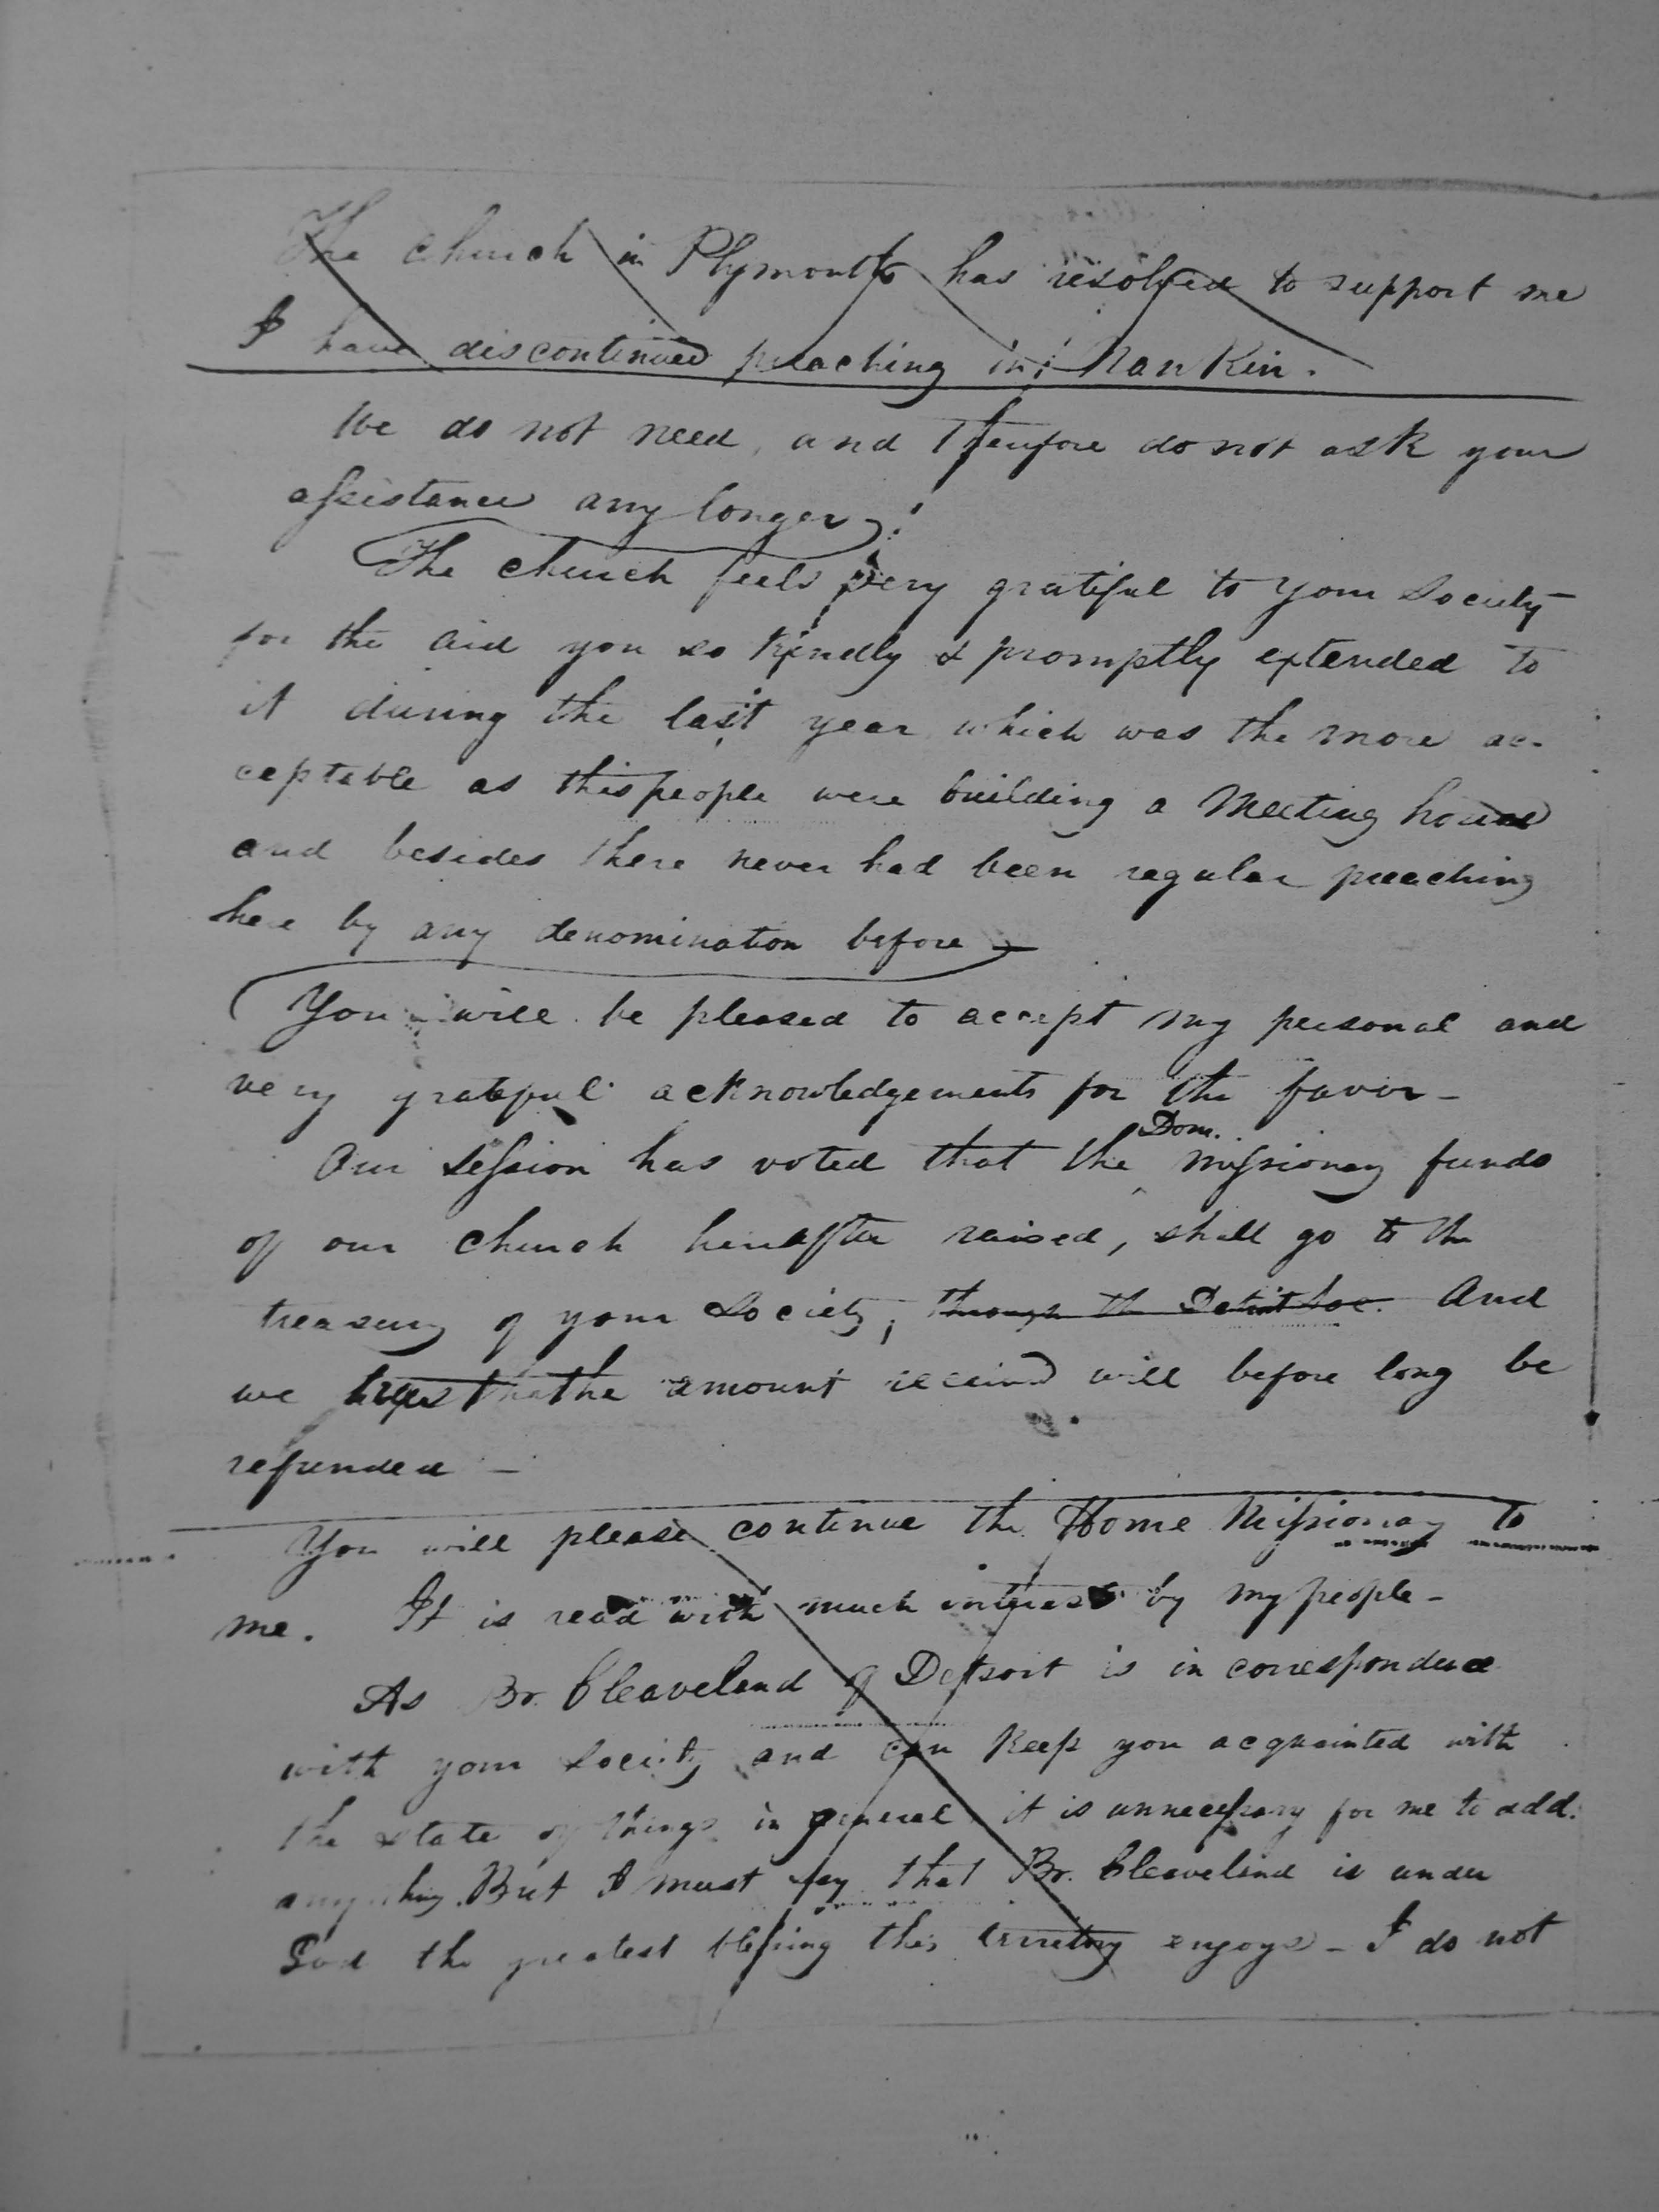 The church in Plymouth has resolved to support me
I have discontinued preaching in Nankin.
We do not need, and therefore do not ask your
assistance any longer.
The church feels very grateful to your Society
for the aid you so kindly & promptly extended to
it during the last year which was the more ac-
ceptable as this people were building a Meeting house
and besides there never had been regular preaching
here by any denomination before
You will be pleased to accept my personal and
very grateful acknowledgements for the favor -
Dom.
Our Session has voted that the missionary funds
of our church hereafter raised, shall go to the
treasury of your Society, through the Detroit Soc. And
we that the amount received will before long be
refunded -
You will please continue the Home Missionary to
me. It is read with much interest by my people -
As Br. Cleaveland of Detroit is in correspondence
with your Society and can keep you acquainted with
the state of things in general it is unnecessary for me to add
anything. But I must say that Br. Cleaveland is under
God the greatest blessing this territory enjoys - I do not